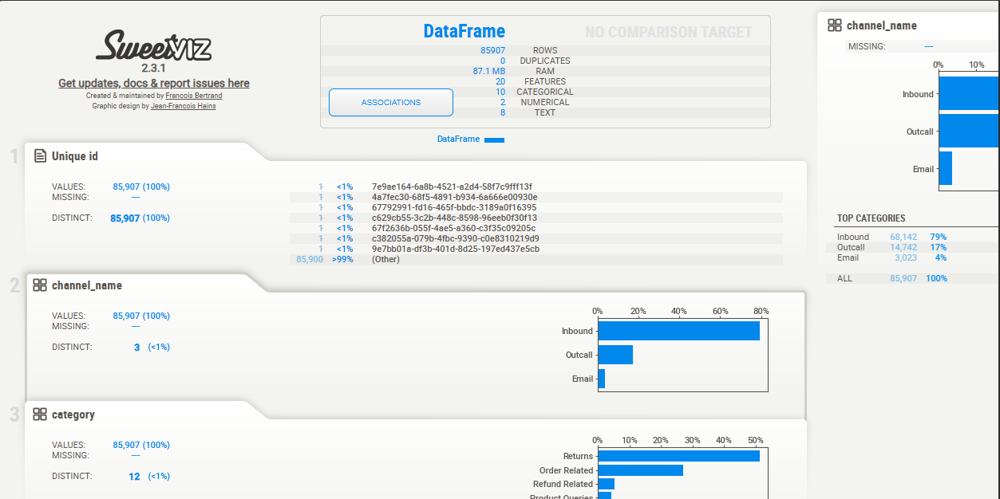 SweetVIZ
2.3.1
Get updates, docs & report issues here
Created & maintained by Francois Bertrand
Graphic design by Jean-Francois Hains
DataFrame NO COMPARISON TARGET
85907 ROWS
0 DUPLICATES
87.1 MB RAM
20 FEATURES
10 CATEGORICAL
2 NUMERICAL
8 TEXT
ASSOCIATIONS
DataFrame
1 Unique id
VALUES: 85,907 (100%)
MISSING: ---
DISTINCT: 85,907 (100%)
1 <1% 7e9ae164-6a8b-4521-a2d4-58f7c9fff13f
1 <1% 4a7fec30-68f5-4891-b934-6a666e00930e
1 <1% 67792991-fd16-465f-bbdc-3189a0f16395
1 <1% c629cb55-3c2b-448c-8598-96eeb0f30f13
1 <1% 67f2636b-055f-4ae5-a360-c3f35c09205c
1 <1% c382055a-079b-4fbc-9390-c0e8310219d9
1 <1% 9e7bb01a-df3b-401d-8d25-197ed437e5cb
85,900 >99% (Other)
2 channel_name
VALUES: 85,907 (100%)
MISSING: ---
DISTINCT: 3 (<1%)
0% 20% 40% 60% 80%
Inbound
Outcall
Email
3 category
VALUES: 85,907 (100%)
MISSING: ---
DISTINCT: 12 (<1%)
0% 10% 20% 30% 40% 50%
Returns
Order Related
Refund Related
Product Queries
channel_name
MISSING: ---
0% 10%
Inbound
Outcall
Email
TOP CATEGORIES
Inbound 68,142 79%
Outcall 14,742 17%
Email 3,023 4%
ALL 85,907 100%